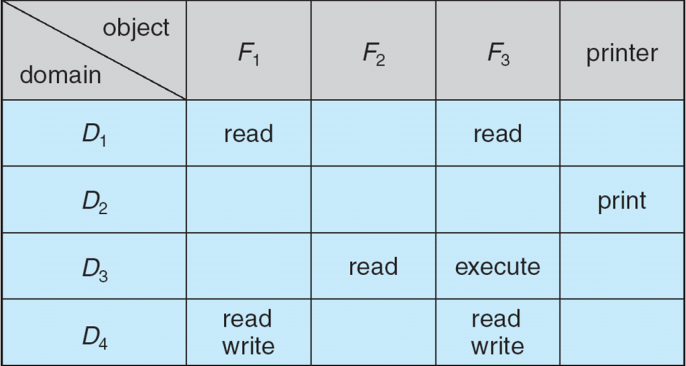 object
domain
F1 F2 F3 printer
D1 read read
D2 print
D3 read execute
D4 read write read write